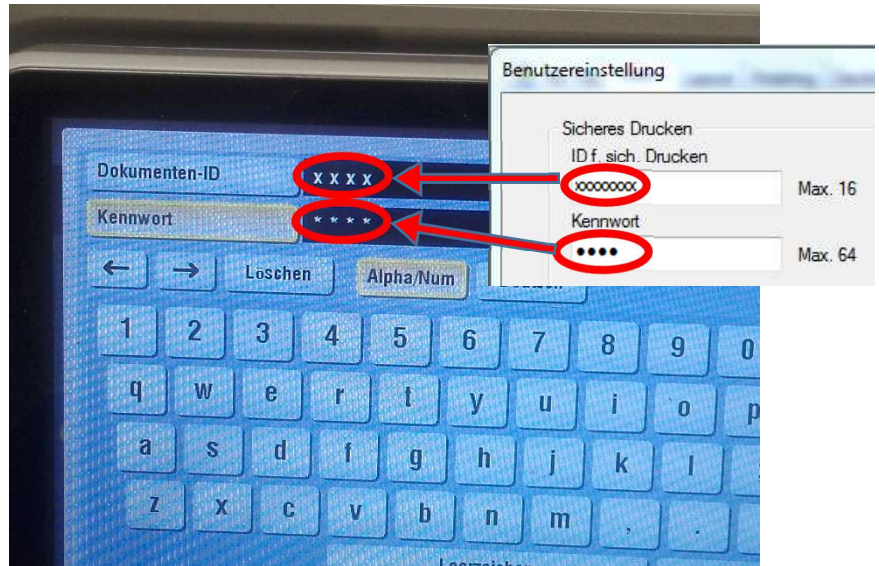 Benutzereinstellung
Sicheres Drucken
ID f. sich. Drucken
xxxxxxxx Max. 16
Kennwort
●●●● Max. 64
Dokumenten-ID x x x x
Kennwort * * * *
← → Löschen Alpha/Num
1 2 3 4 5 6 7 8 9 0
q w e r t y u i o p
a s d f g h j k l
z x c v b n m , .